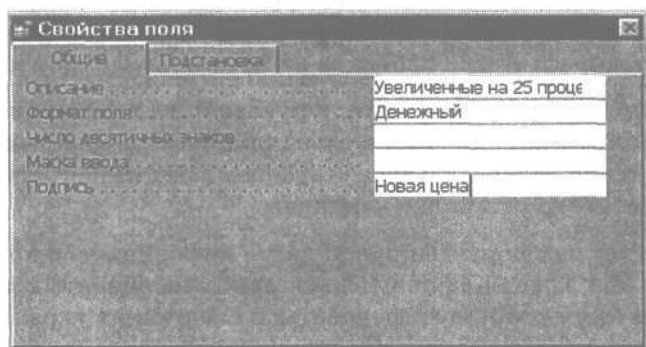 Свойства поля
Общие Подстановка
Описание Увеличенные на 25 проце
Формат поля Денежный
Число десятичных знаков
Маска ввода
Подпись Новая цена